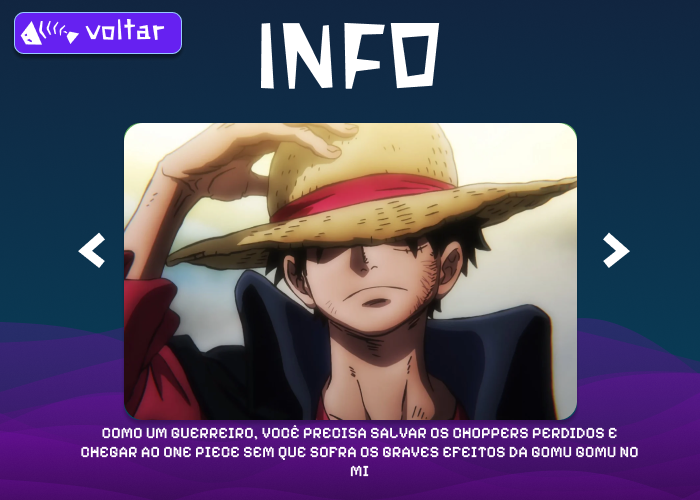 voltar
INFO
COMO UM GUERREIRO, VOCÊ PRECISA SALVAR OS CHOPPERS PERDIDOS E
CHEGAR AO ONE PIECE SEM QUE SOFRA OS GRAVES EFEITOS DA GOMU GOMU NO
MI